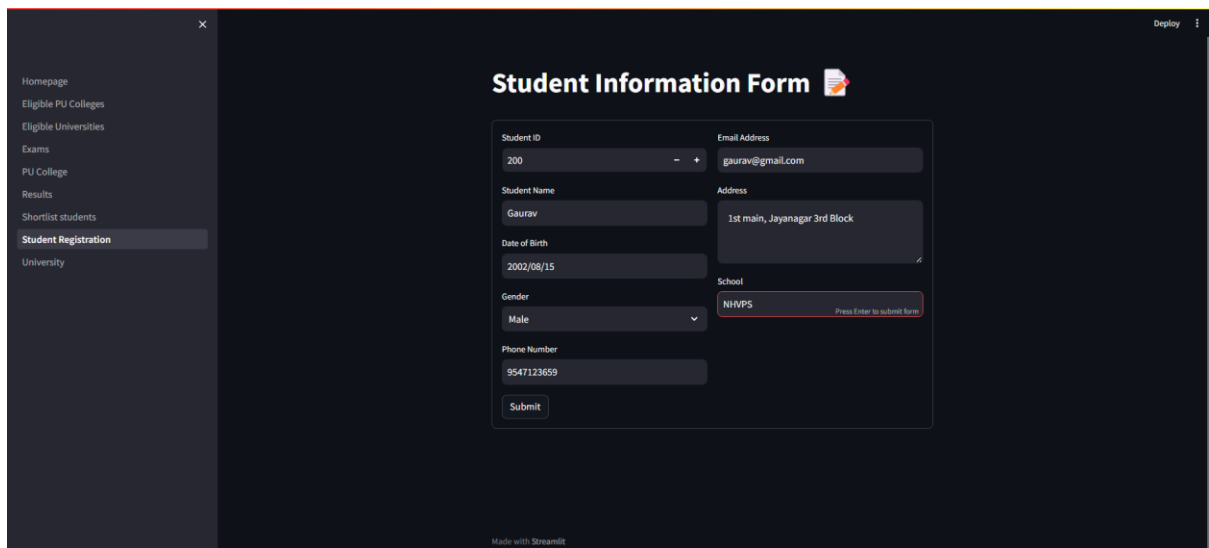 Deploy
Homepage
Eligible PU Colleges
Eligible Universities
Exams
PU College
Results
Shortlist students
Student Registration
University
Student Information Form
Student ID
200
Student Name
Gaurav
Date of Birth
2002/08/15
Gender
Male
Phone Number
9547123659
Submit
Email Address
gaurav@gmail.com
Address
1st main, Jayanagar 3rd Block
School
NHVPS
Press Enter to submit form
Made with Streamlit